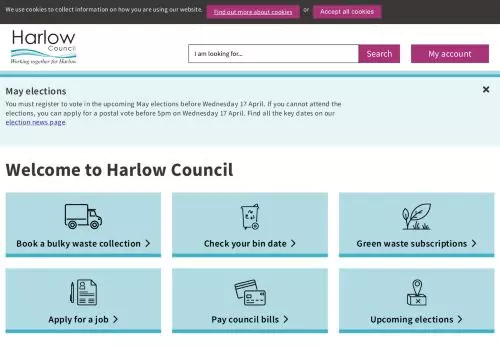 We use cookies to collect information on how you are using our website. Find out more about cookies or Accept all cookies
Harlow
Council
Working together for Harlow
I am looking for...
Search
My account
May elections
You must register to vote in the upcoming May elections before Wednesday 17 April. If you cannot attend the
elections, you can apply for a postal vote before 5pm on Wednesday 17 April. Find all the key dates on our
election news page.
Welcome to Harlow Council
Book a bulky waste collection
Check your bin date
Green waste subscriptions
Apply for a job
Pay council bills
Upcoming elections